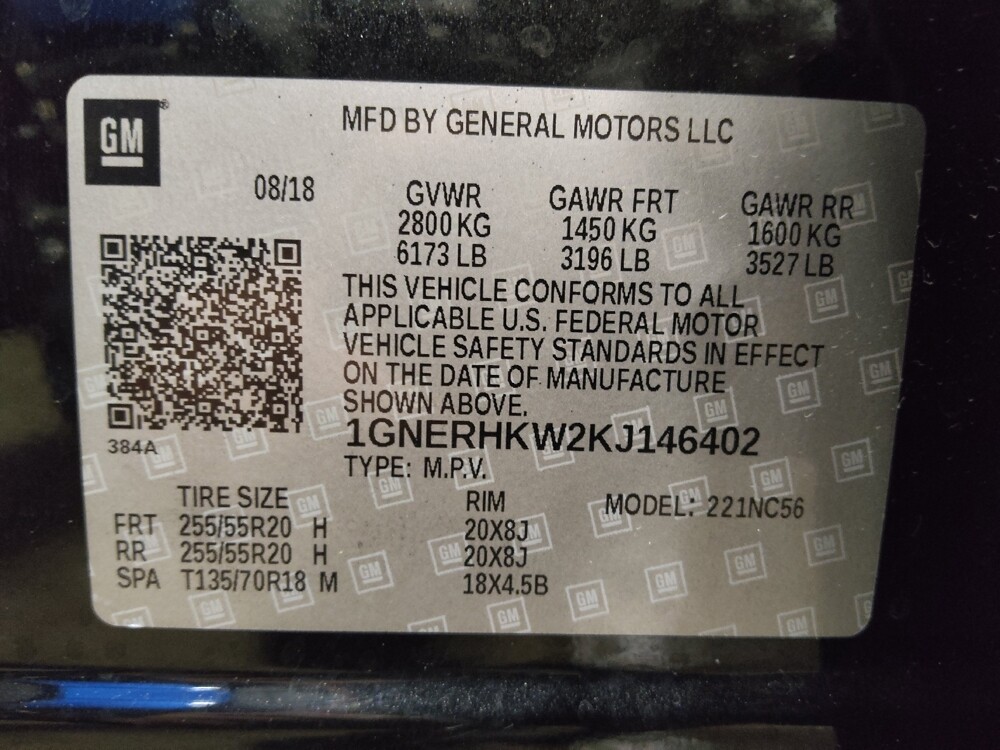 GM
MFD BY GENERAL MOTORS LLC
08/18 GVWR GAWR FRT GAWR RR
2800 KG 1450 KG 1600 KG
6173 LB 3196 LB 3527 LB
THIS VEHICLE CONFORMS TO ALL
APPLICABLE U.S. FEDERAL MOTOR
VEHICLE SAFETY STANDARDS IN EFFECT
ON THE DATE OF MANUFACTURE
SHOWN ABOVE.
384A
1GNERHKW2KJ146402
TYPE: M.P.V.
TIRE SIZE RIM MODEL: 221NC56
FRT 255/55R20 H 20X8J
RR 255/55R20 H 20X8J
SPA T135/70R18 M 18X4.5B